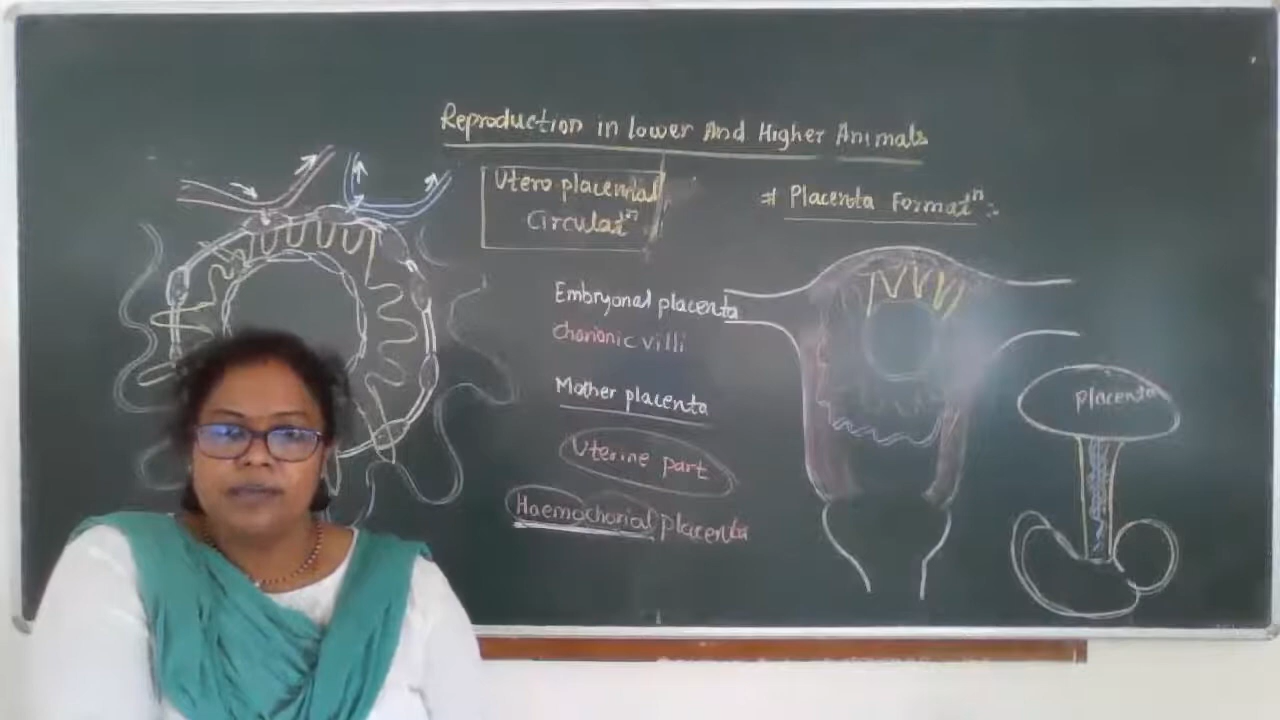 Reproduction in Lower And Higher Animals
Utero placental
Circulatⁿ
# Placenta Formatⁿ :-
Embryonal placenta
Chorionic villi
Mother placenta
Uterine part
Haemochorial placenta
Placenta